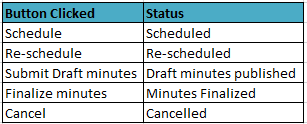 Button Clicked Status
Schedule Scheduled
Re-schedule Re-scheduled
Submit Draft minutes Draft minutes published
Finalize minutes Minutes Finalized
Cancel Cancelled